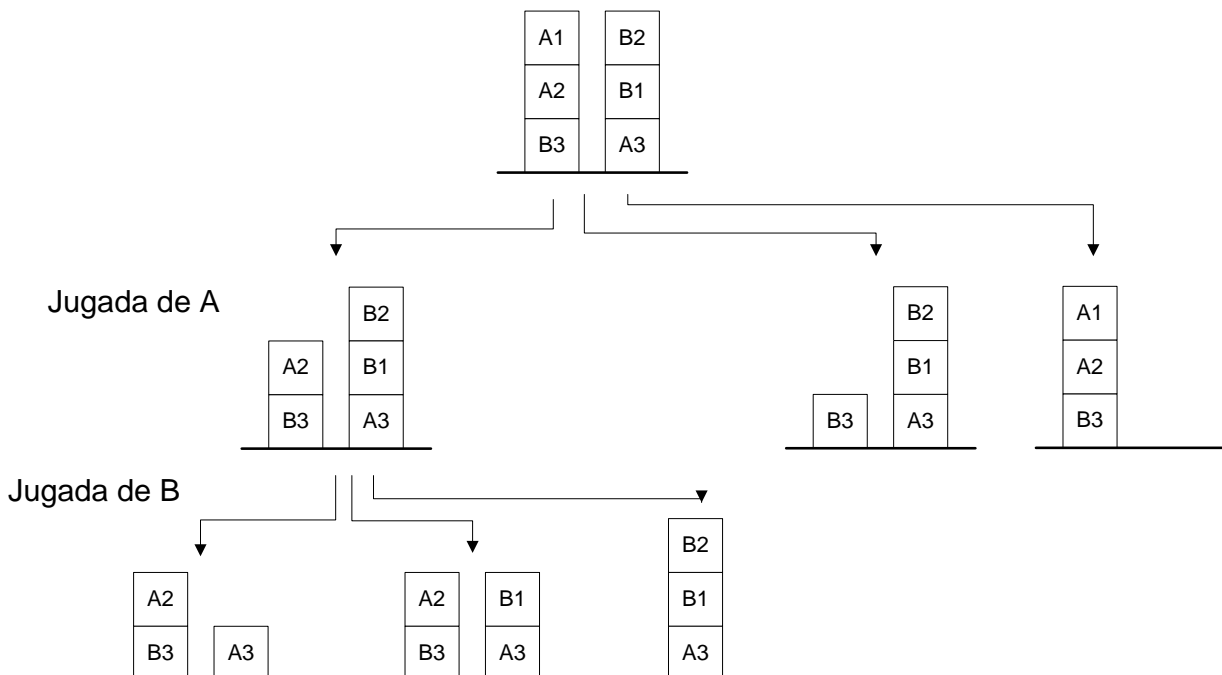 A1 B2
A2 B1
B3 A3
Jugada de A
B2 B2 A1
A2 B1 B1 A2
B3 A3 B3 A3 B3
Jugada de B
B2
A2 A2 B1 B1
B3 A3 B3 A3 A3